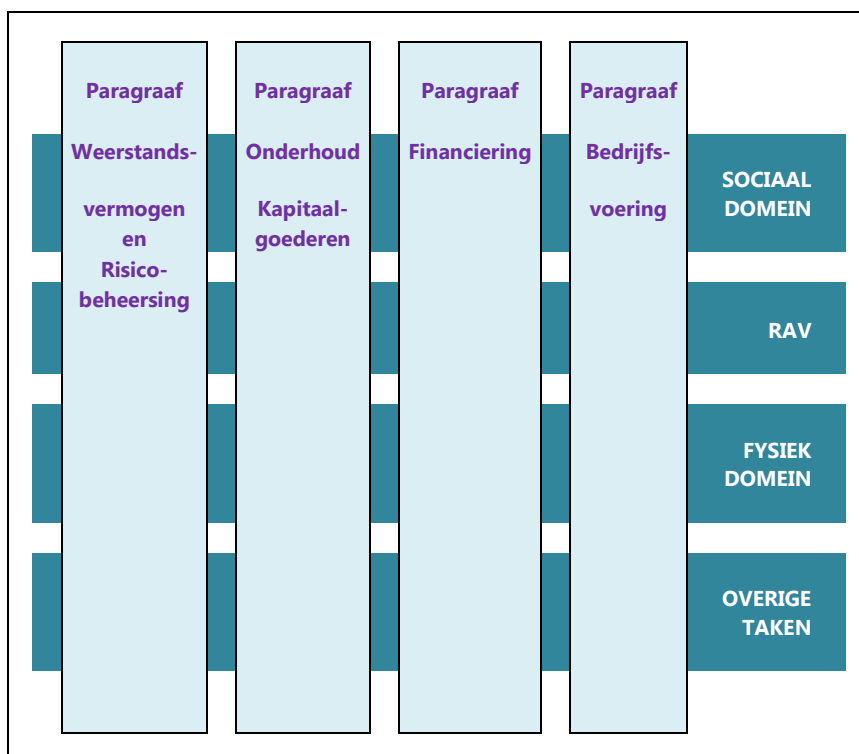 Paragraaf
Weerstands-
vermogen
en
Risico-
beheersing
Paragraaf
Onderhoud
Kapitaal-
goederen
Paragraaf
Financiering
Paragraaf
Bedrijfs-
voering
SOCIAAL
DOMEIN
RAV
FYSIEK
DOMEIN
OVERIGE
TAKEN